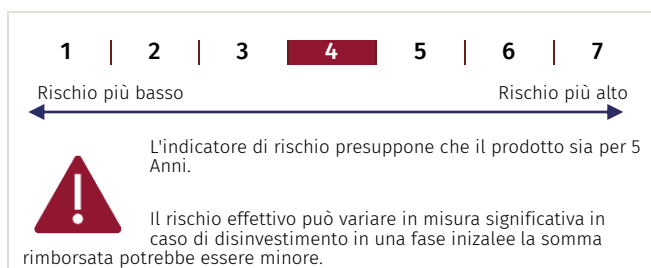 1 | 2 | 3 | 4 | 5 | 6 | 7
Rischio più basso Rischio più alto
L'indicatore di rischio presuppone che il prodotto sia per 5
Anni.
Il rischio effettivo può variare in misura significativa in
caso di disinvestimento in una fase inizalee la somma
rimborsata potrebbe essere minore.